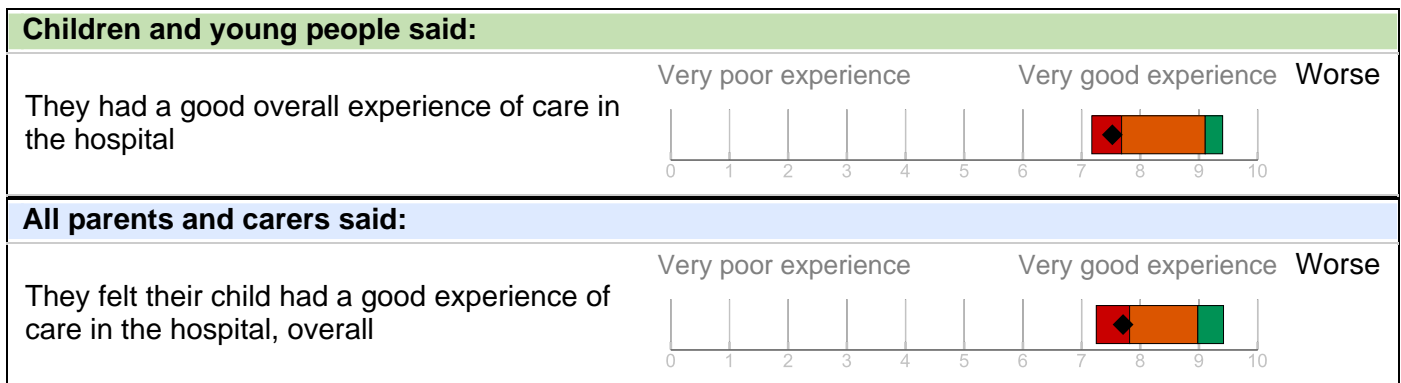 Children and young people said:
Very poor experience Very good experience Worse
They had a good overall experience of care in
the hospital
0 1 2 3 4 5 6 7 8 9 10
All parents and carers said:
Very poor experience Very good experience Worse
They felt their child had a good experience of
care in the hospital, overall
0 1 2 3 4 5 6 7 8 9 10